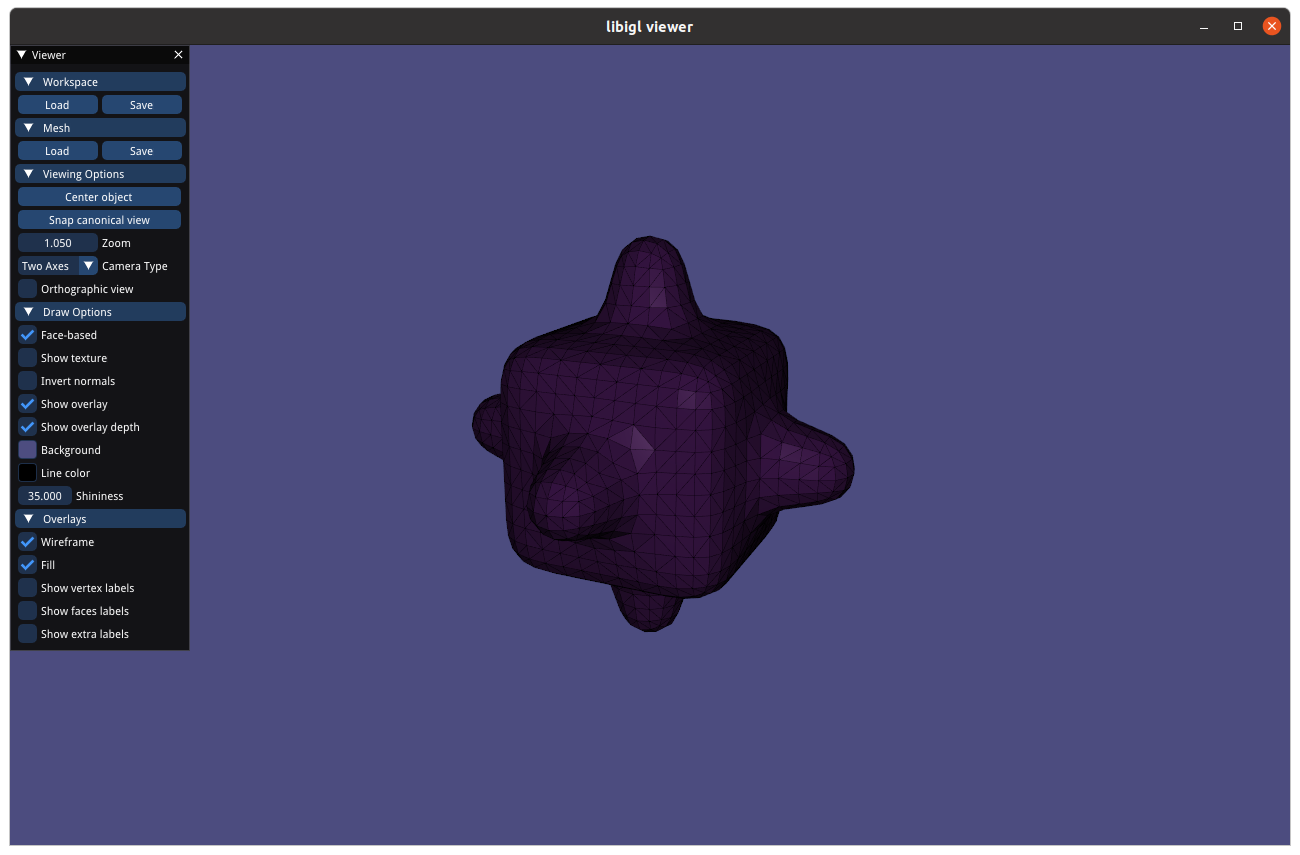 libigl viewer
Viewer
Workspace
Load Save
Mesh
Load Save
Viewing Options
Center object
Snap canonical view
1.050 Zoom
Two Axes Camera Type
Orthographic view
Draw Options
Face-based
Show texture
Invert normals
Show overlay
Show overlay depth
Background
Line color
35.000 Shininess
Overlays
Wireframe
Fill
Show vertex labels
Show faces labels
Show extra labels